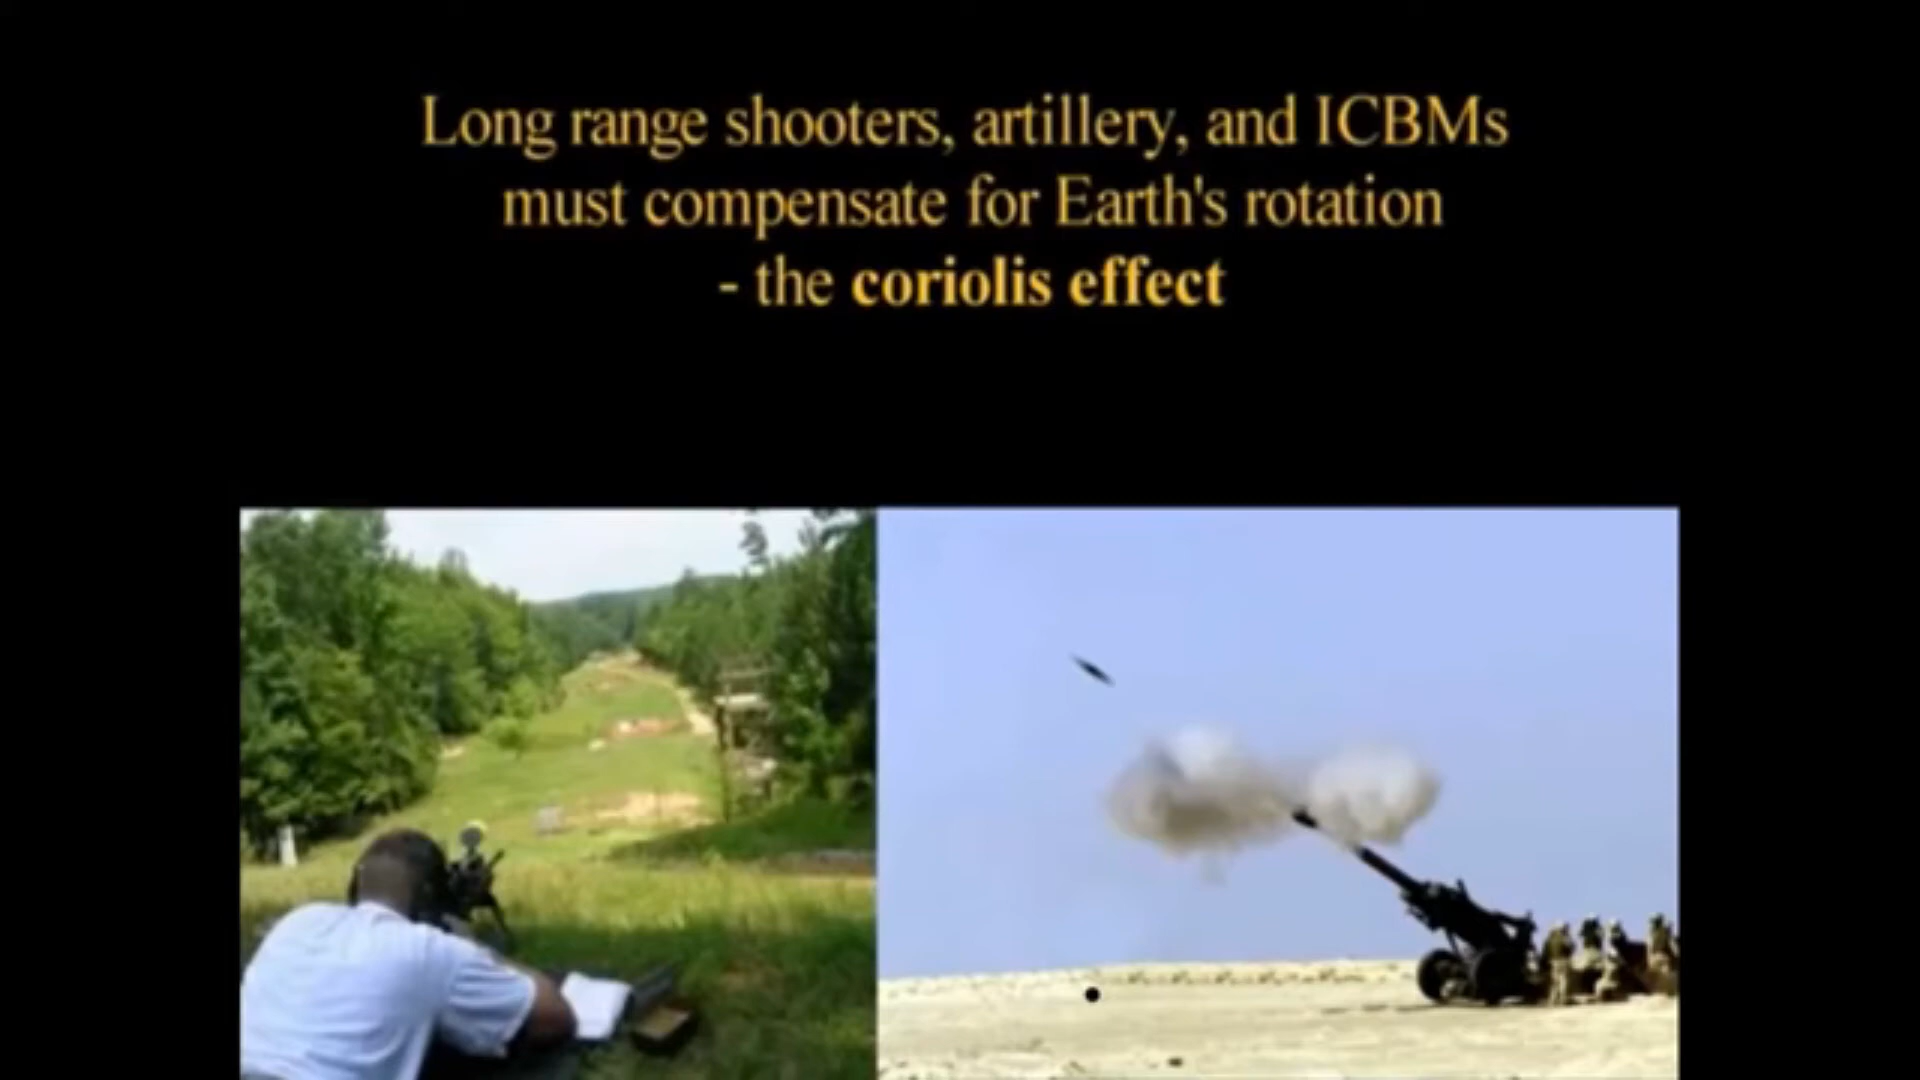 Long range shooters, artillery, and ICBMs
must compensate for Earth's rotation
- the coriolis effect